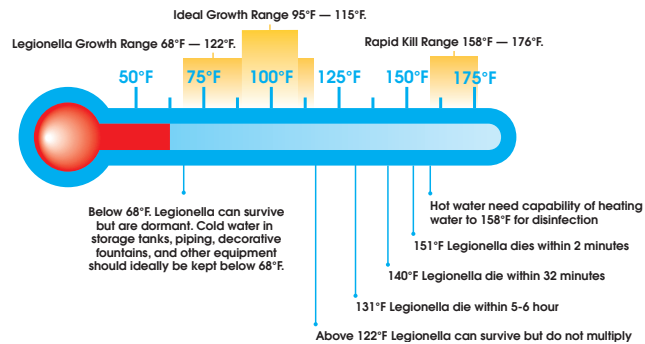 Ideal Growth Range 95°F — 115°F.
Legionella Growth Range 68°F — 122°F.
Rapid Kill Range 158°F — 176°F.
50°F 75°F 100°F 125°F 150°F 175°F
Below 68°F. Legionella can survive
but are dormant. Cold water in
storage tanks, piping, decorative
fountains, and other equipment
should ideally be kept below 68°F.
Hot water need capability of heating
water to 158°F for disinfection
151°F Legionella dies within 2 minutes
140°F Legionella die within 32 minutes
131°F Legionella die within 5-6 hour
Above 122°F Legionella can survive but do not multiply